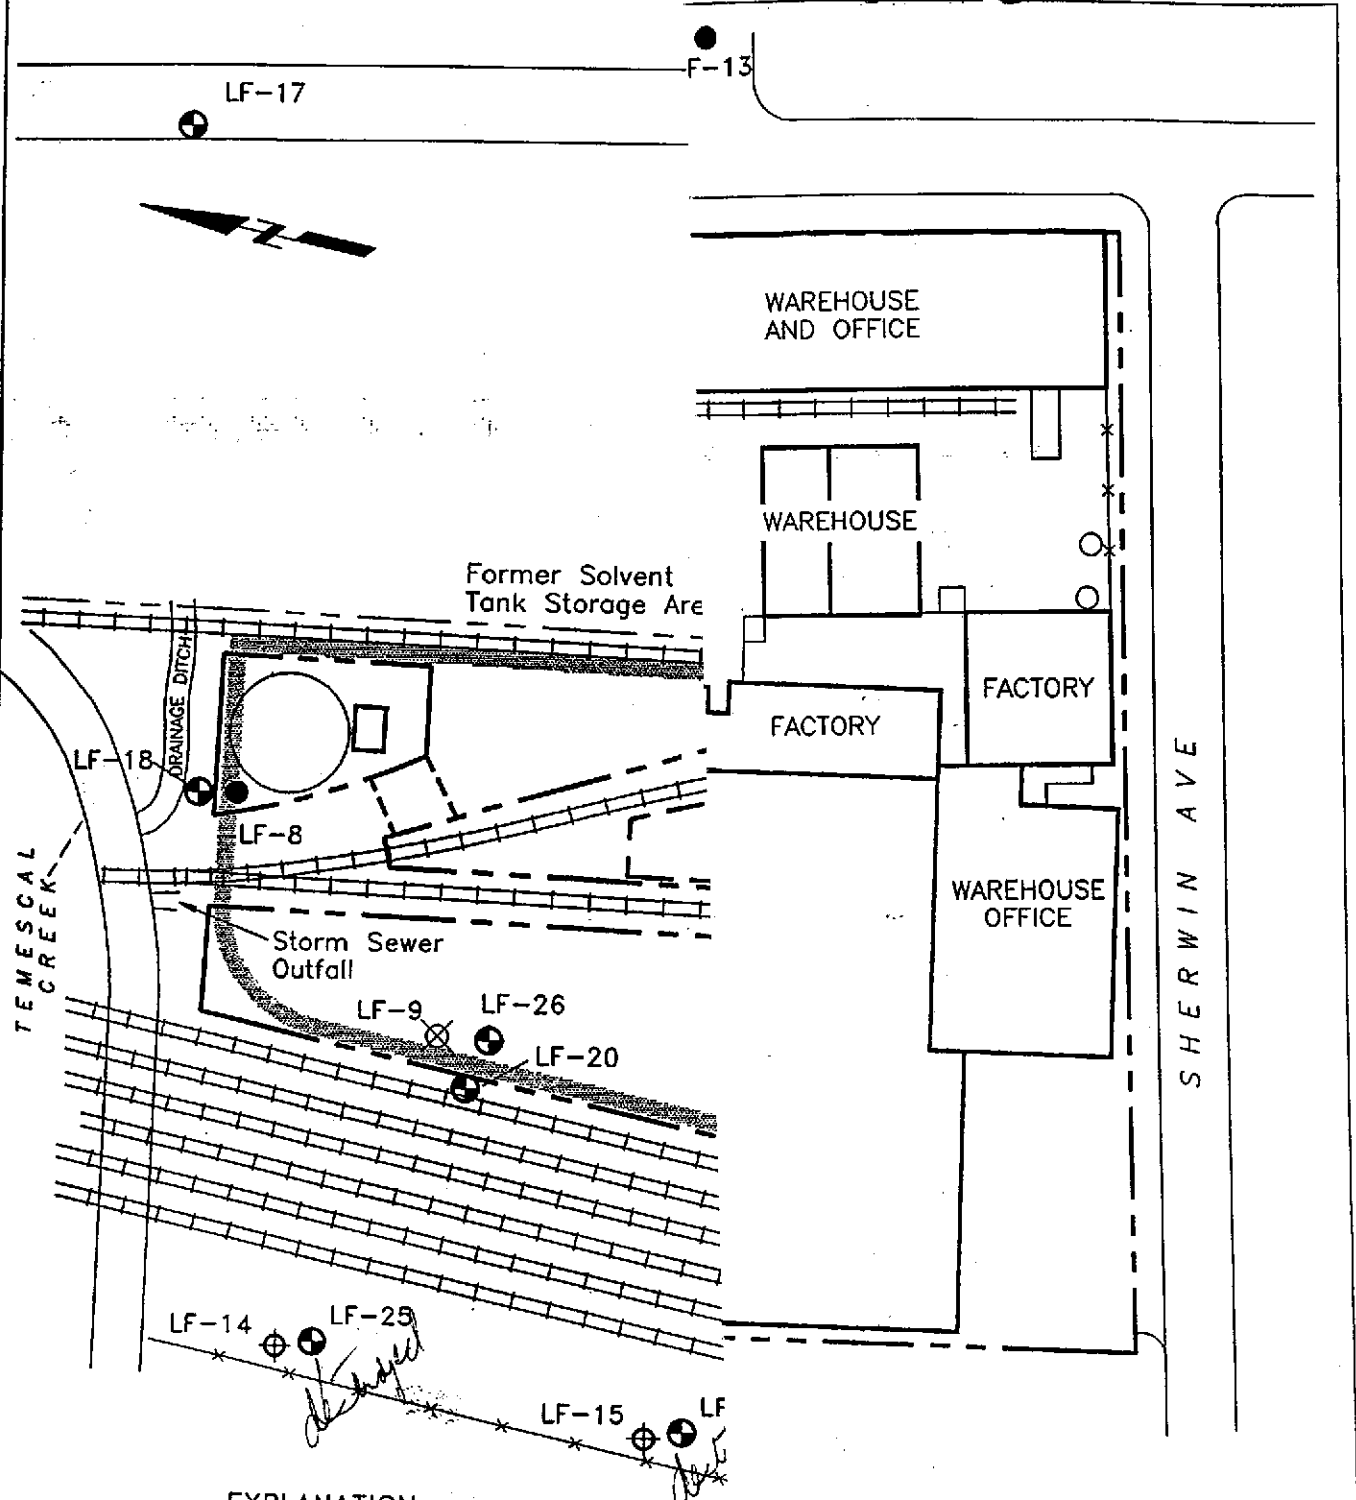 F-13
LF-17
N
WAREHOUSE
AND OFFICE
WAREHOUSE
Former Solvent
Tank Storage Are
DRAINAGE DITCH
FACTORY
FACTORY
LF-18
LF-8
SHERWIN AVE
TEMESCAL
CREEK
WAREHOUSE
OFFICE
Storm Sewer
Outfall
LF-9
LF-26
LF-20
LF-14
LF-25
destroyed
LF-15
LF
EXPLANATION